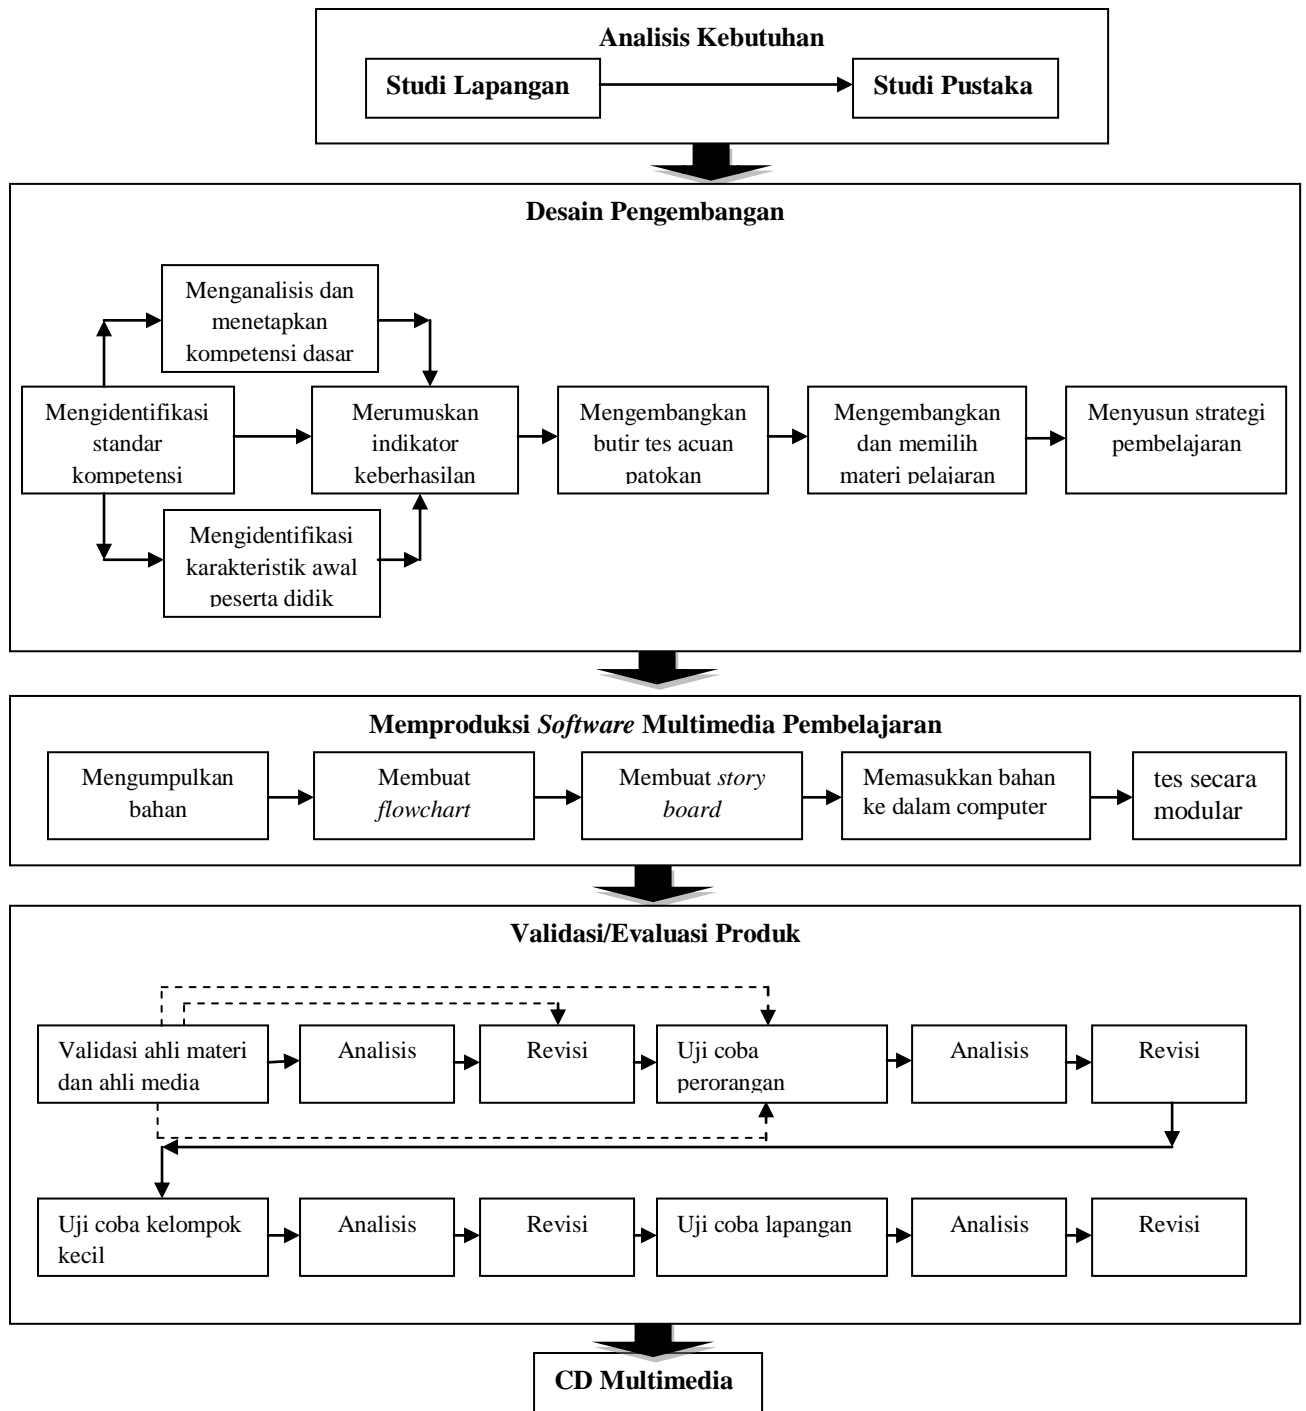 Analisis Kebutuhan
Studi Lapangan
Studi Pustaka
Desain Pengembangan
Menganalisis dan
menetapkan
kompetensi dasar
Mengidentifikasi
standar
kompetensi
Merumuskan
indikator
keberhasilan
Mengembangkan
butir tes acuan
patokan
Mengembangkan
dan memilih
materi pelajaran
Menyusun strategi
pembelajaran
Mengidentifikasi
karakteristik awal
peserta didik
Memproduksi Software Multimedia Pembelajaran
Mengumpulkan
bahan
Membuat
flowchart
Membuat story
board
Memasukkan bahan
ke dalam computer
tes secara
modular
Validasi/Evaluasi Produk
Validasi ahli materi
dan ahli media
Analisis
Revisi
Uji coba
perorangan
Analisis
Revisi
Uji coba kelompok
kecil
Analisis
Revisi
Uji coba lapangan
Analisis
Revisi
CD Multimedia